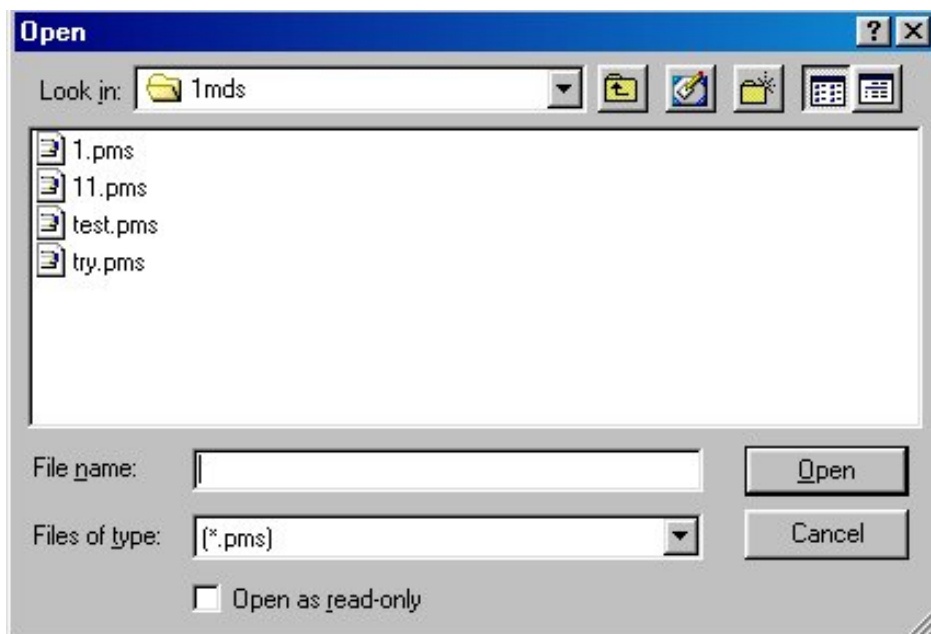 Open
Look in: 1mds
1.pms
11.pms
test.pms
try.pms
File name: Open
Files of type: (*.pms) Cancel
Open as read-only